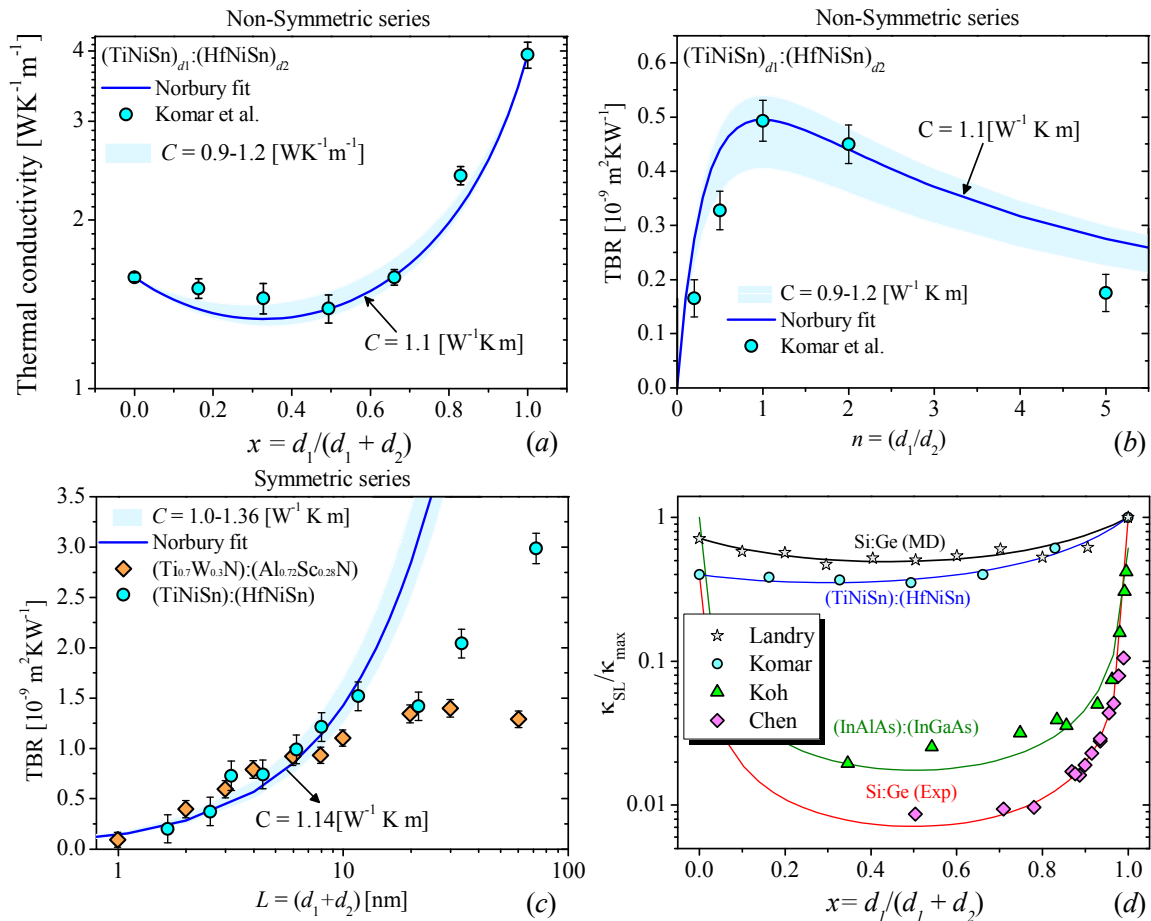 Non-Symmetric series
(TiNiSn)d1:(HfNiSn)d2
Norbury fit
Komar et al.
C = 0.9-1.2 [WK⁻¹m⁻¹]
C = 1.1 [W⁻¹K m]
Thermal conductivity [WK⁻¹m⁻¹]
4
3
2
1
0.0 0.2 0.4 0.6 0.8 1.0
x = d1/(d1 + d2)
(a)
Non-Symmetric series
(TiNiSn)d1:(HfNiSn)d2
C = 1.1[W⁻¹ K m]
C = 0.9-1.2 [W⁻¹ K m]
Norbury fit
Komar et al.
TBR [10⁻⁹ m²KW⁻¹]
0.6
0.5
0.4
0.3
0.2
0.1
0.0
0 1 2 3 4 5
n = (d1/d2)
(b)
Symmetric series
C = 1.0-1.36 [W⁻¹ K m]
Norbury fit
(Ti0.7W0.3N):(Al0.72Sc0.28N)
(TiNiSn):(HfNiSn)
C = 1.14[W⁻¹ K m]
TBR [10⁻⁹ m²KW⁻¹]
3.5
3.0
2.5
2.0
1.5
1.0
0.5
0.0
1 10 100
L = (d1+d2) [nm]
(c)
Si:Ge (MD)
(TiNiSn):(HfNiSn)
Landry
Komar
Koh
Chen
(InAlAs):(InGaAs)
Si:Ge (Exp)
κSL/κmax
1
0.1
0.01
0.0 0.2 0.4 0.6 0.8 1.0
x= d1/(d1 + d2)
(d)